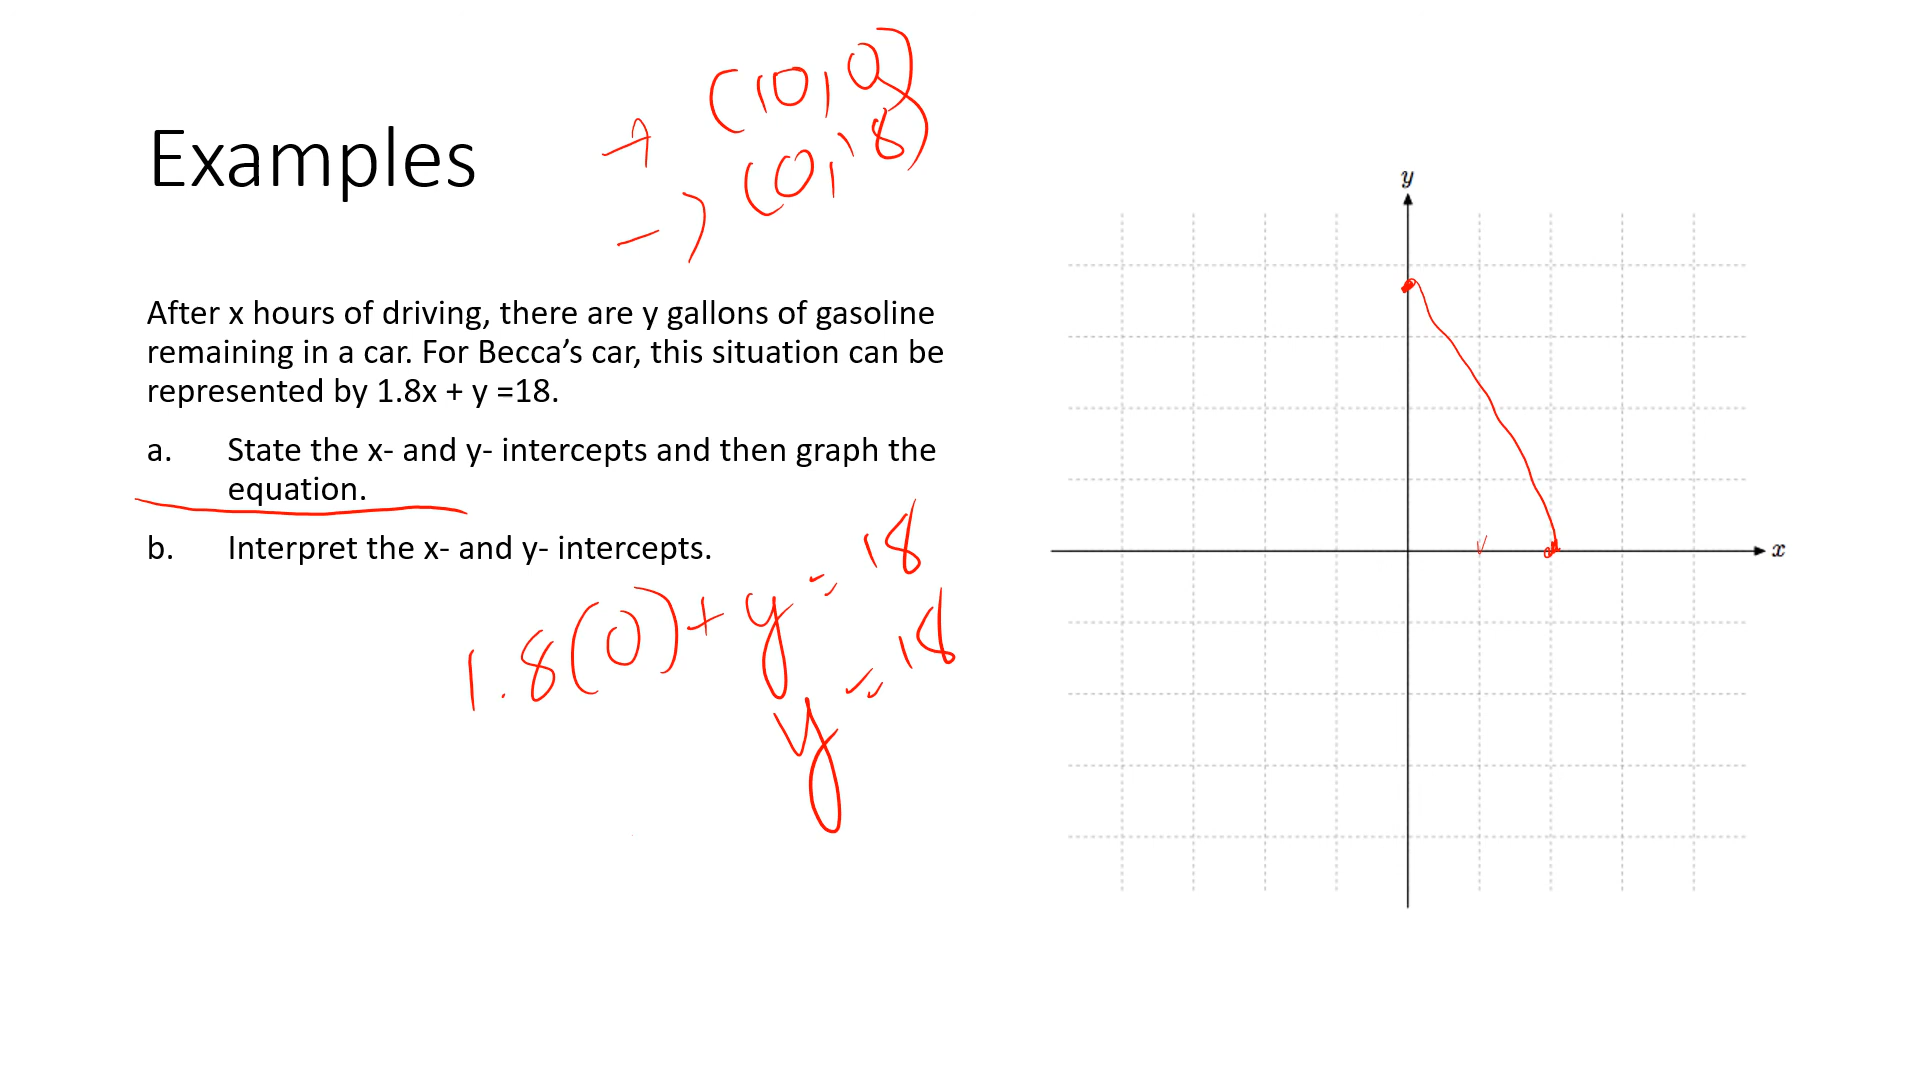 (10, 0)
(0, 18)
Examples
After x hours of driving, there are y gallons of gasoline
remaining in a car. For Becca’s car, this situation can be
represented by 1.8x + y =18.
a. State the x- and y- intercepts and then graph the
equation.
b. Interpret the x- and y- intercepts.
1.8(0) + y = 18
y = 18
y
x